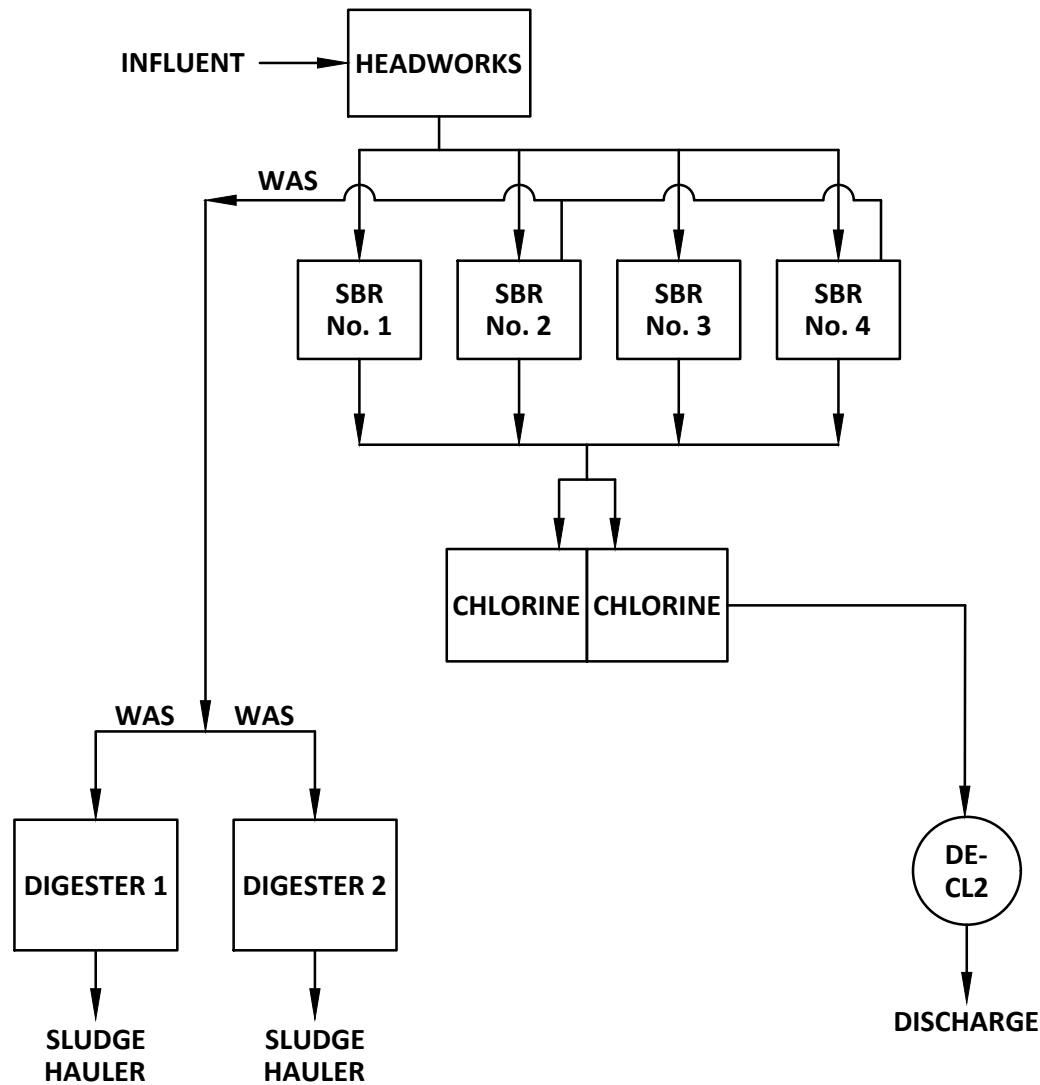 INFLUENT
HEADWORKS
WAS
SBR
No. 1
SBR
No. 2
SBR
No. 3
SBR
No. 4
CHLORINE
CHLORINE
WAS
WAS
DIGESTER 1
DIGESTER 2
DE-
CL2
SLUDGE
HAULER
SLUDGE
HAULER
DISCHARGE